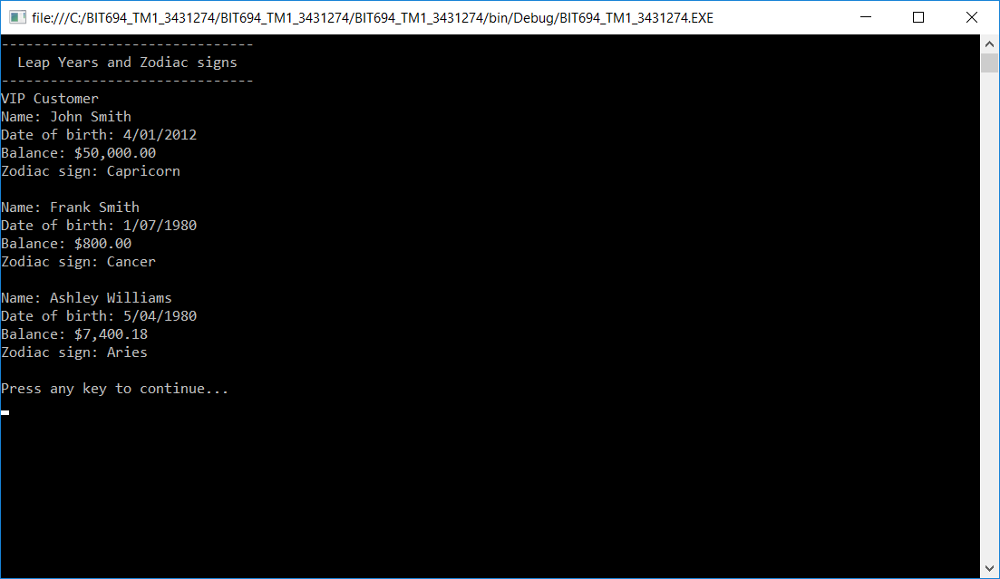 file:///C:/BIT694_TM1_3431274/BIT694_TM1_3431274/BIT694_TM1_3431274/bin/Debug/BIT694_TM1_3431274.EXE
-------------------------------
  Leap Years and Zodiac signs
-------------------------------
VIP Customer
Name: John Smith
Date of birth: 4/01/2012
Balance: $50,000.00
Zodiac sign: Capricorn

Name: Frank Smith
Date of birth: 1/07/1980
Balance: $800.00
Zodiac sign: Cancer

Name: Ashley Williams
Date of birth: 5/04/1980
Balance: $7,400.18
Zodiac sign: Aries

Press any key to continue...